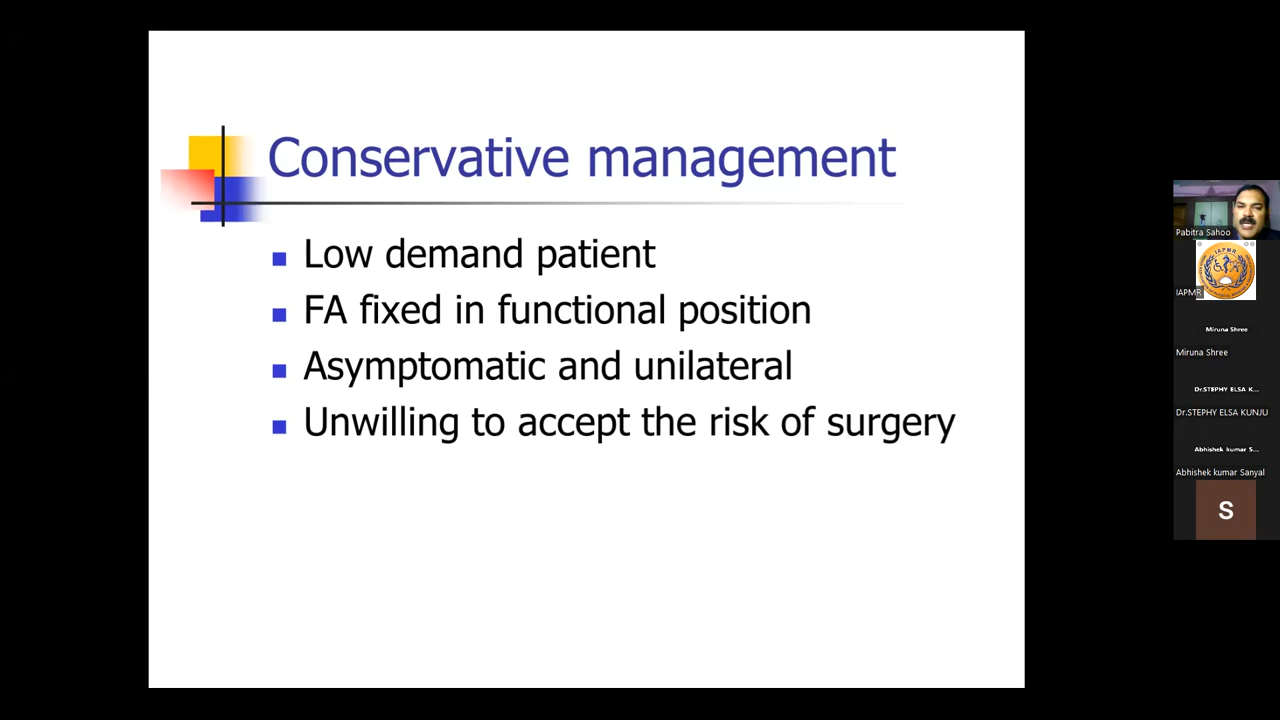 Conservative management
Low demand patient
FA fixed in functional position
Asymptomatic and unilateral
Unwilling to accept the risk of surgery
Pabitra Sahoo
IAPMR
IAPMR
Miruna Shree
Miruna Shree
Dr.STEPHY ELSA K...
Dr.STEPHY ELSA KUNJU
Abhishek kumar S...
Abhishek kumar Sanyal
S